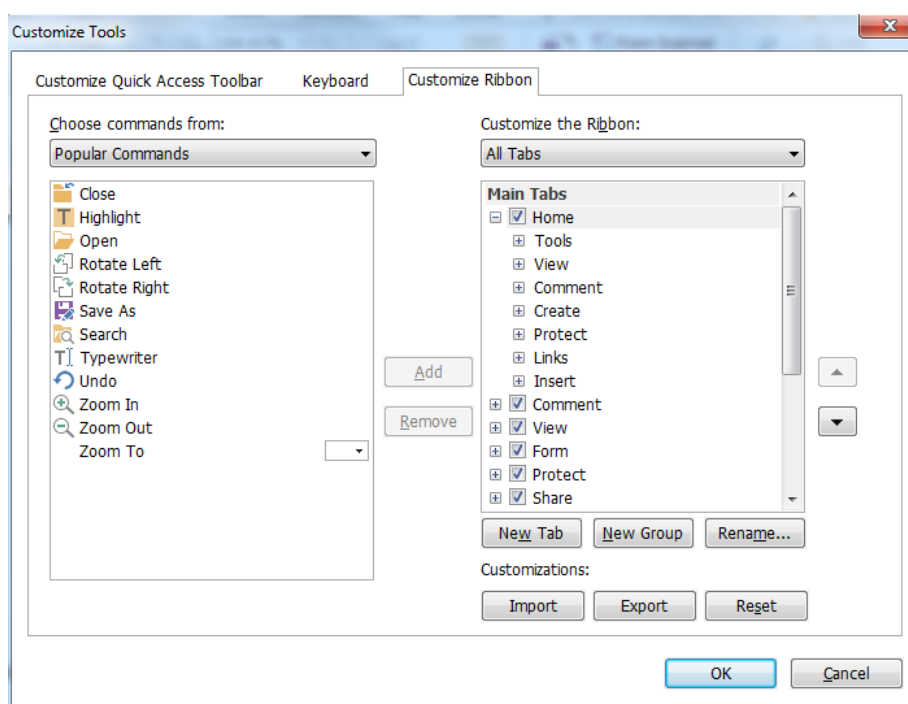 Customize Tools
Customize Quick Access Toolbar Keyboard Customize Ribbon
Choose commands from:
Popular Commands
Close
Highlight
Open
Rotate Left
Rotate Right
Save As
Search
Typewriter
Undo
Zoom In
Zoom Out
Zoom To
Add
Remove
Customize the Ribbon:
All Tabs
Main Tabs
Home
Tools
View
Comment
Create
Protect
Links
Insert
Comment
View
Form
Protect
Share
New Tab New Group Rename...
Customizations:
Import Export Reset
OK Cancel